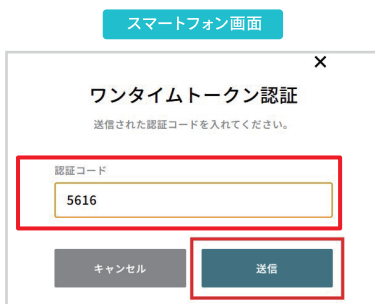 スマートフォン画面
×
ワンタイムトークン認証
送信された認証コードを入れてください。
認証コード
5616
キャンセル 送信